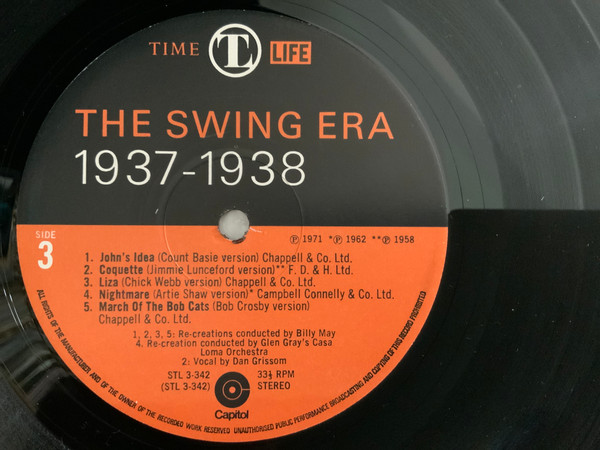 TIME TL LIFE
THE SWING ERA
1937-1938
SIDE
3
℗ 1971 *℗ 1962 **℗ 1958
1. John's Idea (Count Basie version) Chappell & Co. Ltd.
2. Coquette (Jimmie Lunceford version)** F. D. & H. Ltd.
3. Liza (Chick Webb version) Chappell & Co. Ltd.
4. Nightmare (Artie Shaw version)* Campbell Connelly & Co. Ltd.
5. March Of The Bob Cats (Bob Crosby version)
Chappell & Co. Ltd.
1, 2, 3, 5: Re-creations conducted by Billy May
4. Re-creation conducted by Glen Gray's Casa
Loma Orchestra
2: Vocal by Dan Grissom
STL 3-342 33⅓ RPM
(STL 3-342) STEREO
Capitol
ALL RIGHTS OF THE MANUFACTURER AND OF THE OWNER OF THE RECORDED WORK RESERVED UNAUTHORISED PUBLIC PERFORMANCE BROADCASTING AND COPYING OF THIS RECORD PROHIBITED